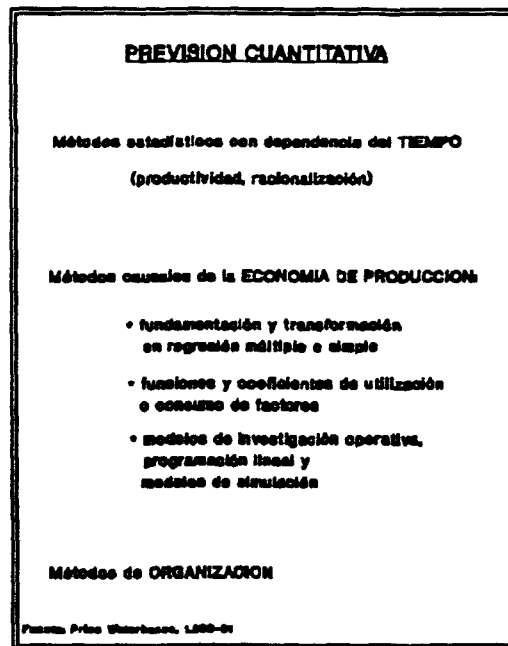 PREVISION CUANTITATIVA
Métodos estadísticos con dependencia del TIEMPO
(productividad, racionalización)
Métodos causales de la ECONOMIA DE PRODUCCION:
• fundamentación y transformación
en regresión múltiple o simple
• funciones y coeficientes de utilización
o consumo de factores
• modelos de investigación operativa,
programación lineal y
modelos de simulación
Métodos de ORGANIZACION
Fuente: Price Waterhouse,